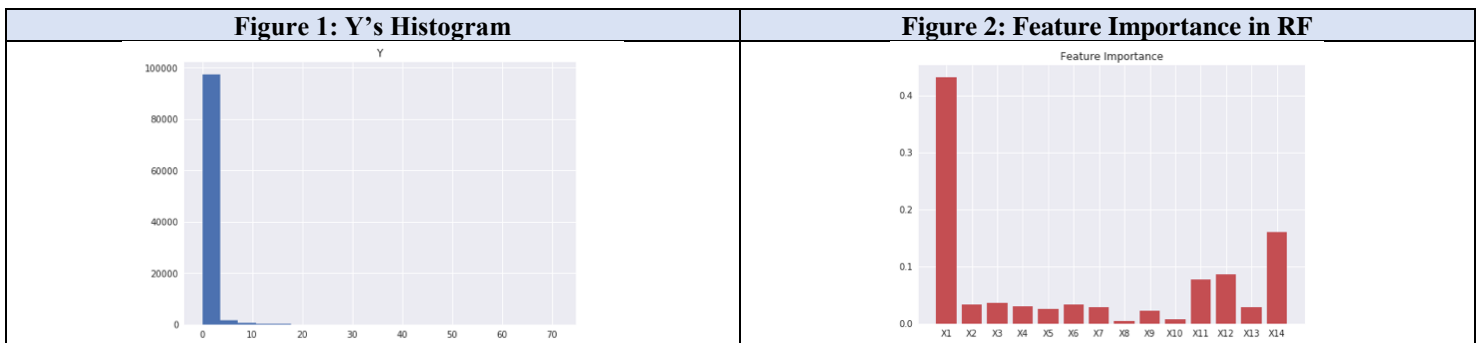 Figure 1: Y’s Histogram
Figure 2: Feature Importance in RF
Y
100000
80000
60000
40000
20000
0
0 10 20 30 40 50 60 70
Feature Importance
0.4
0.3
0.2
0.1
0.0
X1 X2 X3 X4 X5 X6 X7 X8 X9 X10 X11 X12 X13 X14